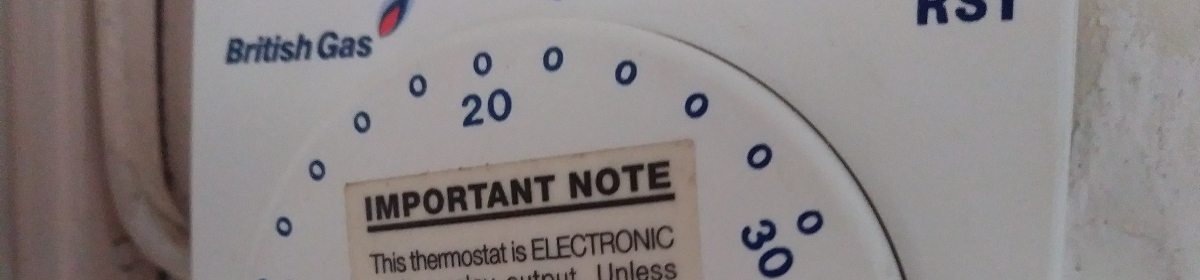 British Gas
RST
20
30
IMPORTANT NOTE
This thermostat is ELECTRONIC
output. Unless